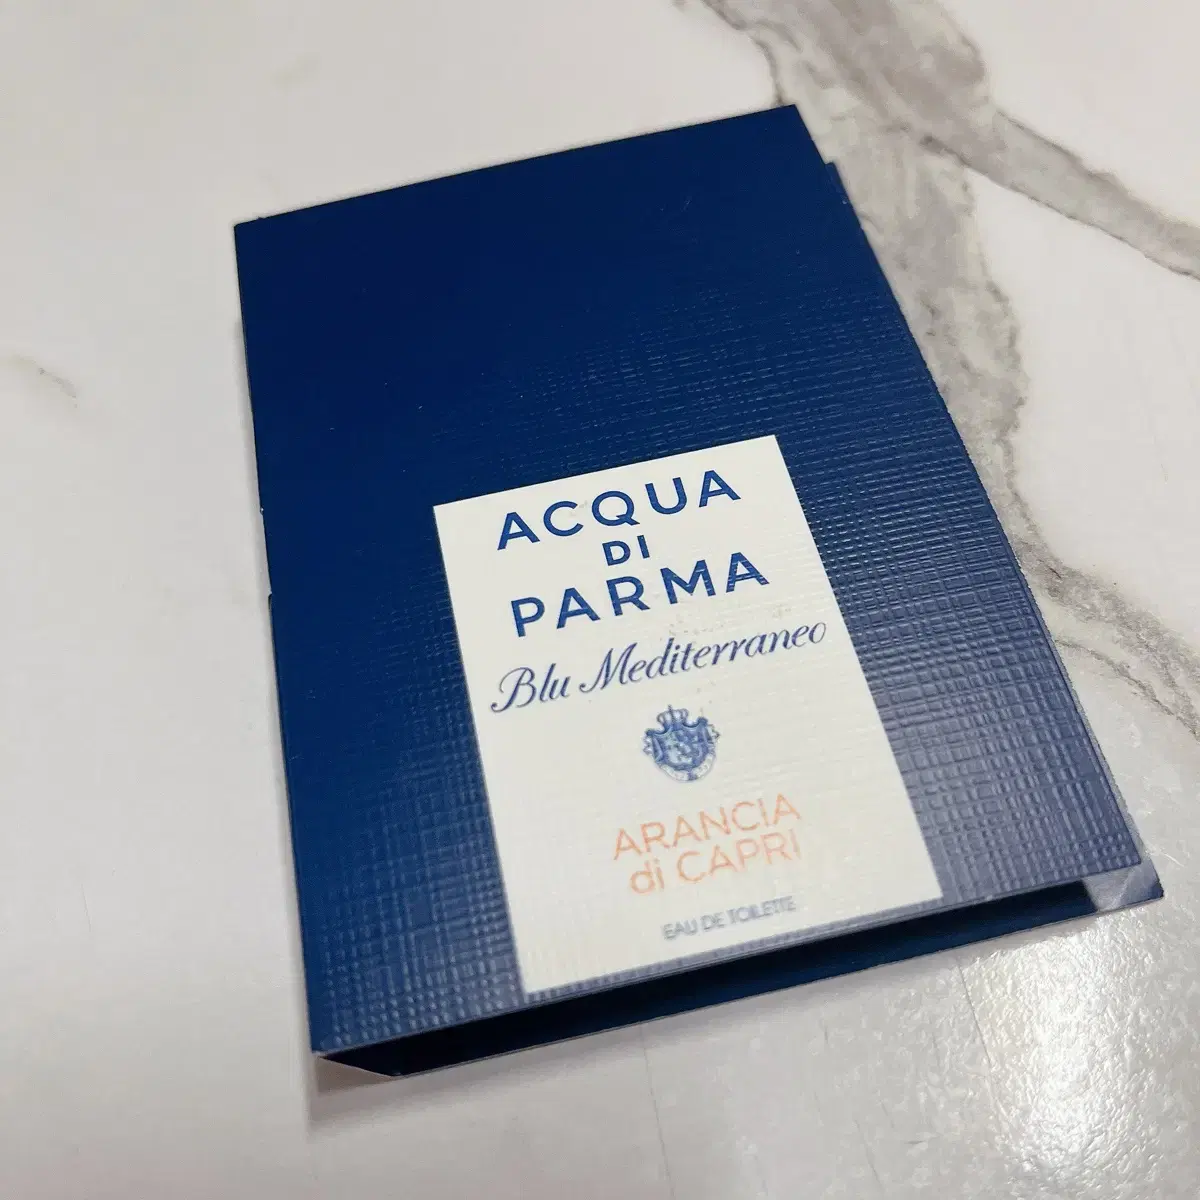 ACQUA
DI
PARMA
Blu Mediterraneo
ARANCIA
di CAPRI
EAU DE TOILETTE